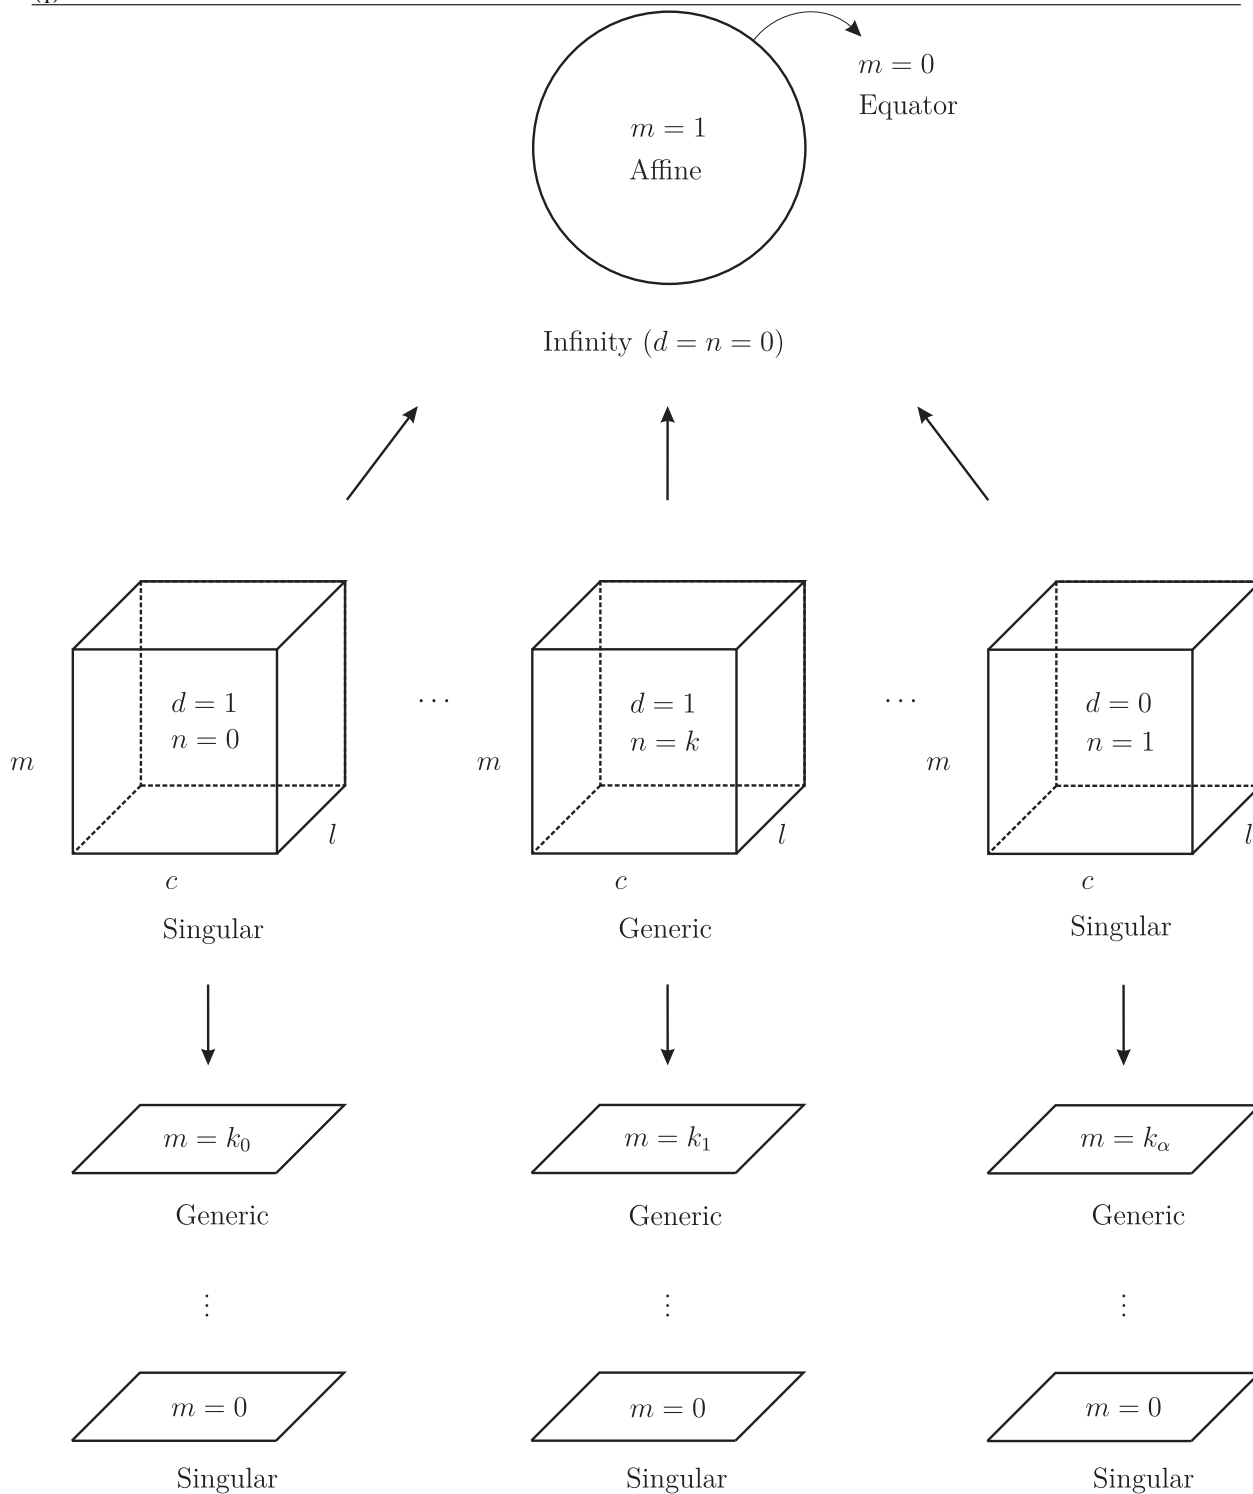 m = 0
Equator
m = 1
Affine
Infinity (d = n = 0)
d = 1
n = 0
m
l
c
Singular
...
d = 1
n = k
m
l
c
Generic
...
d = 0
n = 1
m
l
c
Singular
m = k₀
Generic
m = k₁
Generic
m = kα
Generic
⋮
⋮
⋮
m = 0
Singular
m = 0
Singular
m = 0
Singular